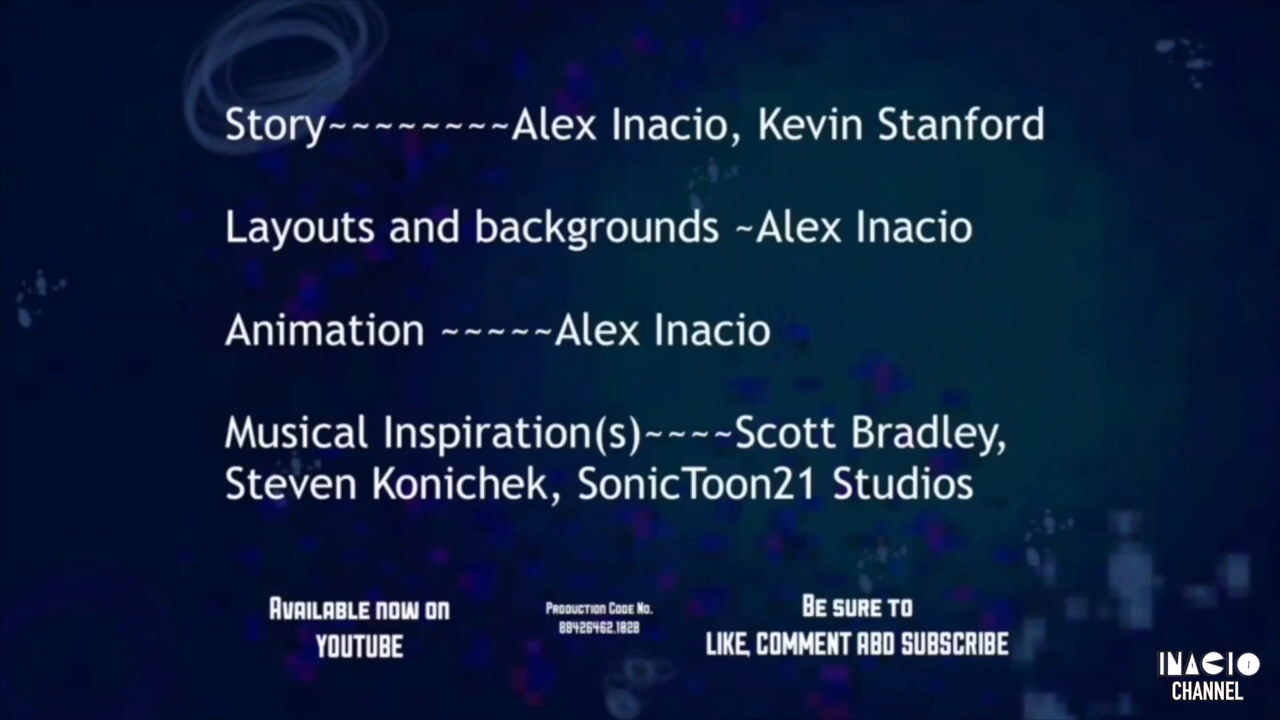 Story~~~~~~~~Alex Inacio, Kevin Stanford
Layouts and backgrounds ~Alex Inacio
Animation ~~~~~Alex Inacio
Musical Inspiration(s)~~~~Scott Bradley,
Steven Konichek, SonicToon21 Studios
Available now on
YOUTUBE
Production Code No.
88426462.1828
Be sure to
LIKE, COMMENT ABD SUBSCRIBE
INACIO
CHANNEL